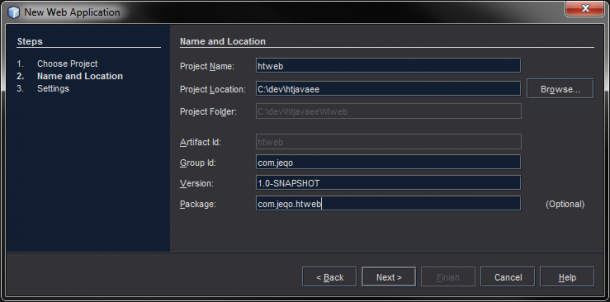 New Web Application
Steps
1. Choose Project
2. Name and Location
3. Settings
Name and Location
Project Name: htweb
Project Location: C:\dev\htjavaee Browse...
Project Folder: C:\dev\htjavaee\htweb
Artifact Id: htweb
Group Id: com.jeqo
Version: 1.0-SNAPSHOT
Package: com.jeqo.htweb (Optional)
< Back Next > Finish Cancel Help